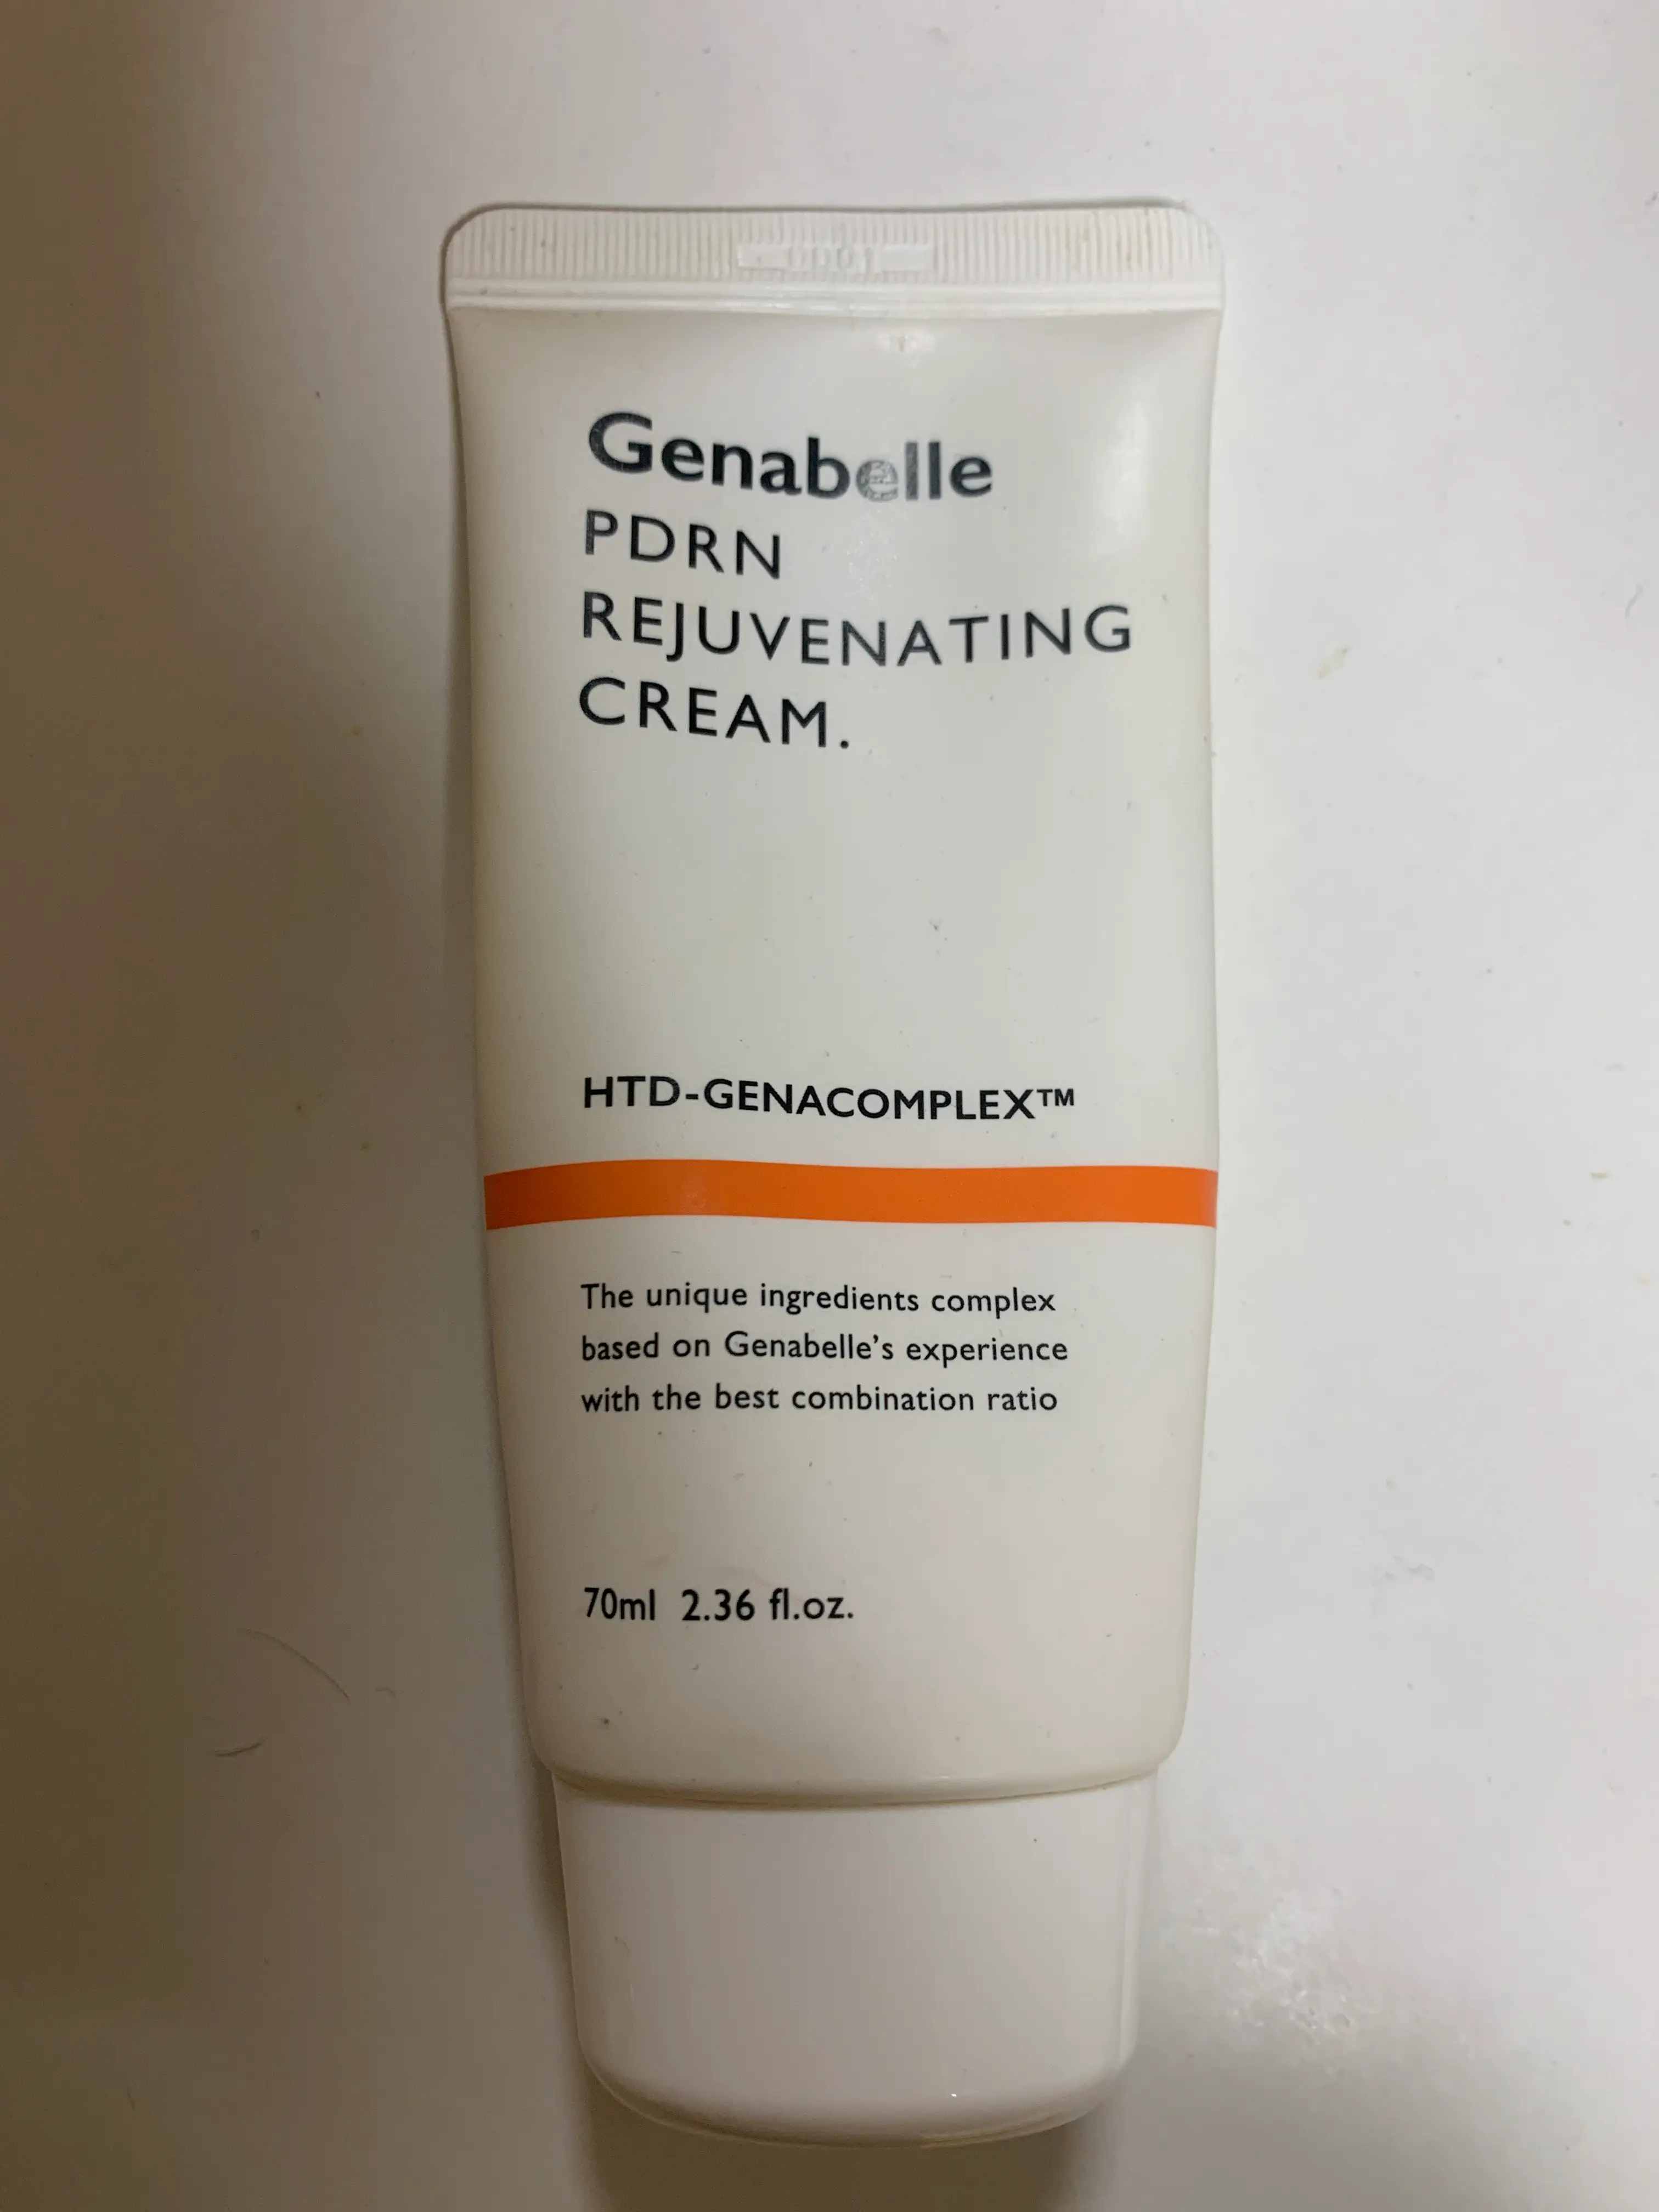 Genabelle
PDRN
REJUVENATING
CREAM.
HTD-GENACOMPLEX™
The unique ingredients complex
based on Genabelle’s experience
with the best combination ratio
70ml 2.36 fl.oz.